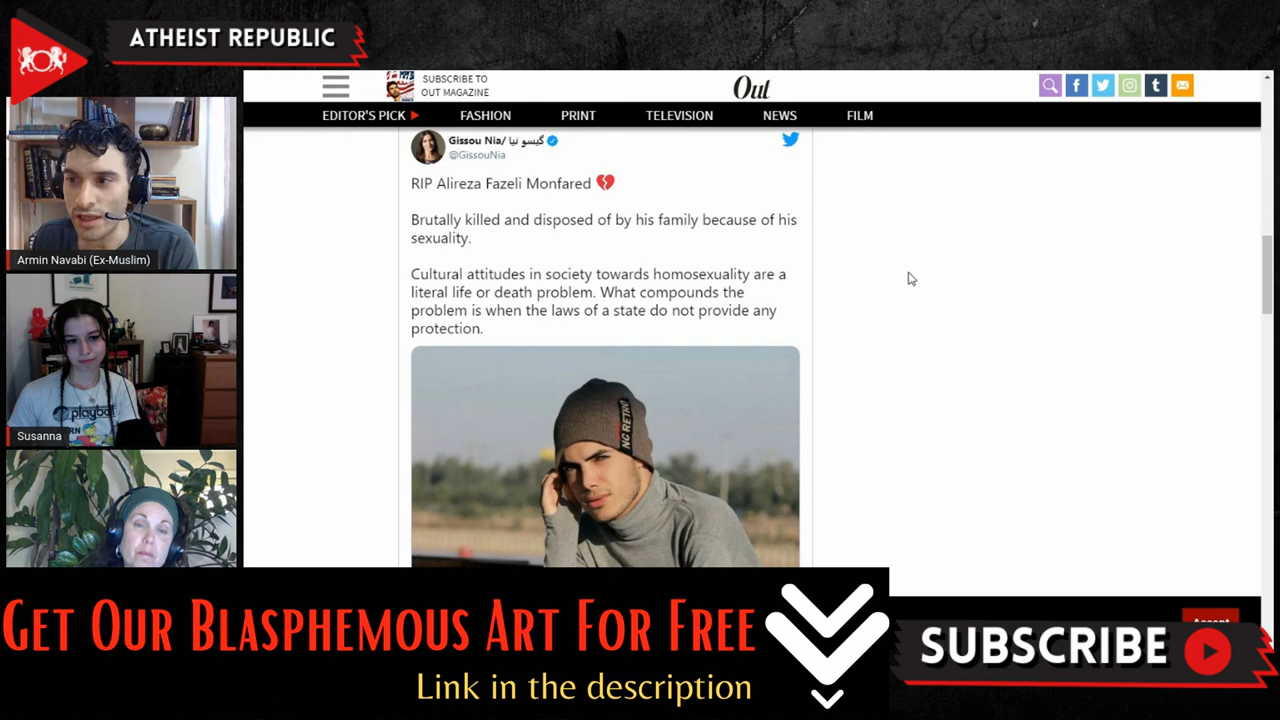 ATHEIST REPUBLIC
SUBSCRIBE TO
OUT MAGAZINE
Out
EDITOR'S PICK
FASHION
PRINT
TELEVISION
NEWS
FILM
Gissou Nia/ گیسو نیا
@GissouNia
RIP Alireza Fazeli Monfared 💔
Brutally killed and disposed of by his family because of his
sexuality.
Cultural attitudes in society towards homosexuality are a
literal life or death problem. What compounds the
problem is when the laws of a state do not provide any
protection.
NC RETRO
Armin Navabi (Ex-Muslim)
playboy
Susanna
GET OUR BLASPHEMOUS ART FOR FREE
Link in the description
Accept
SUBSCRIBE